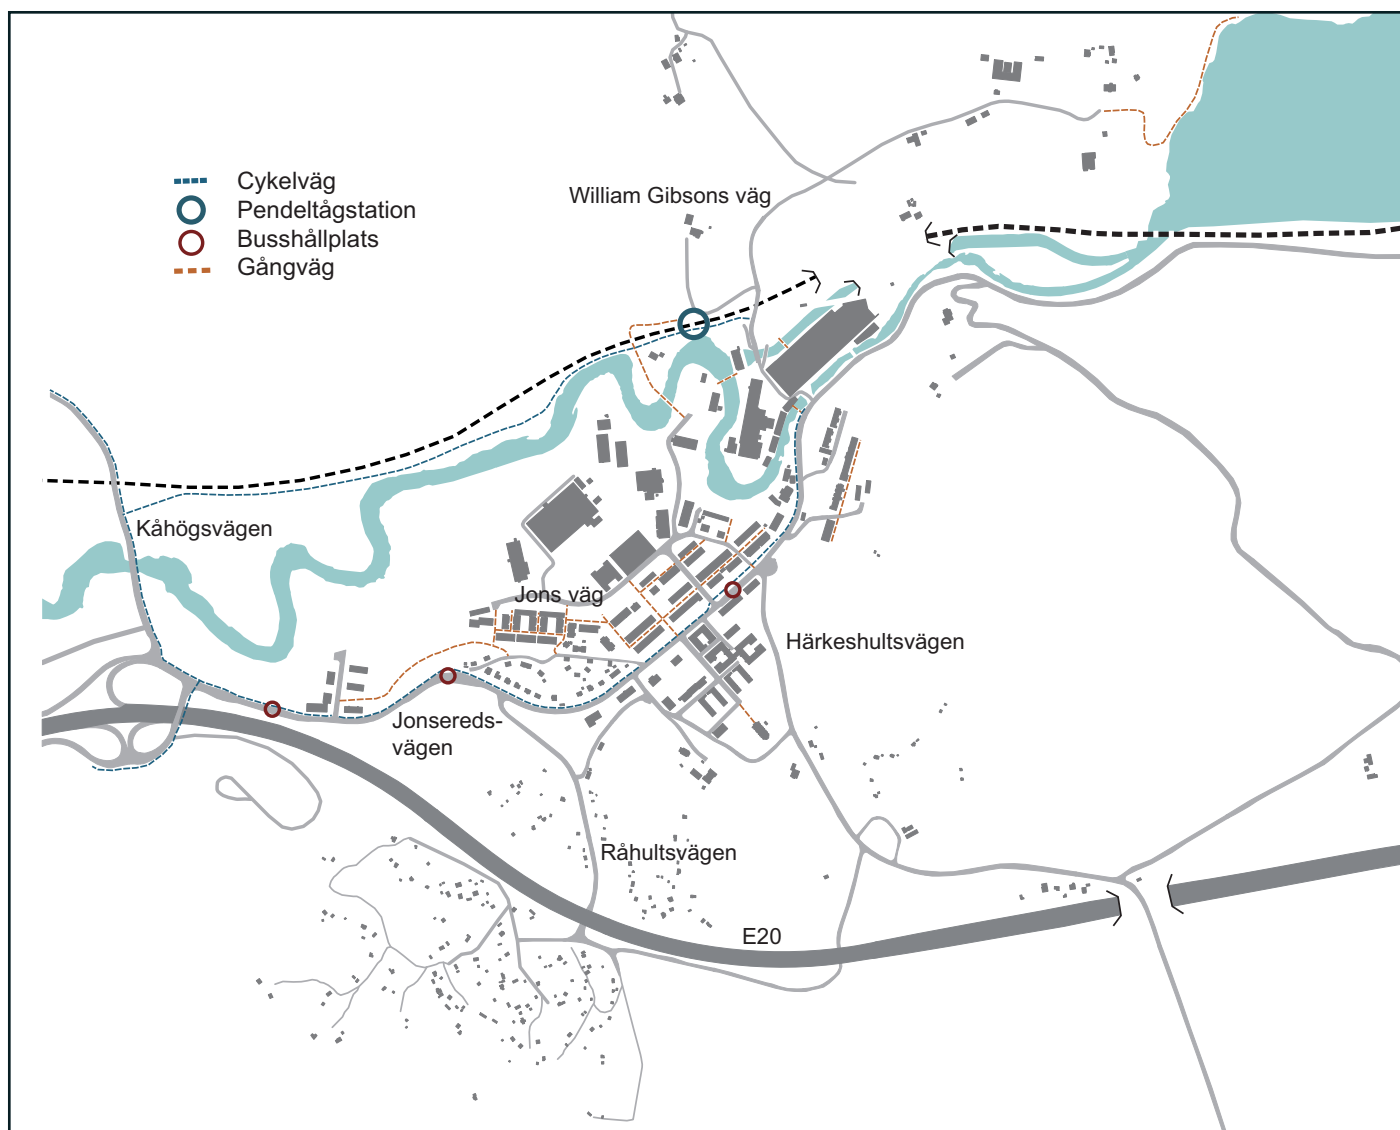 Cykelväg
Pendeltågstation
Busshållplats
Gångväg
William Gibsons väg
Kåhögsvägen
Jons väg
Härkeshultsvägen
Jonsereds-
vägen
Råhultsvägen
E20